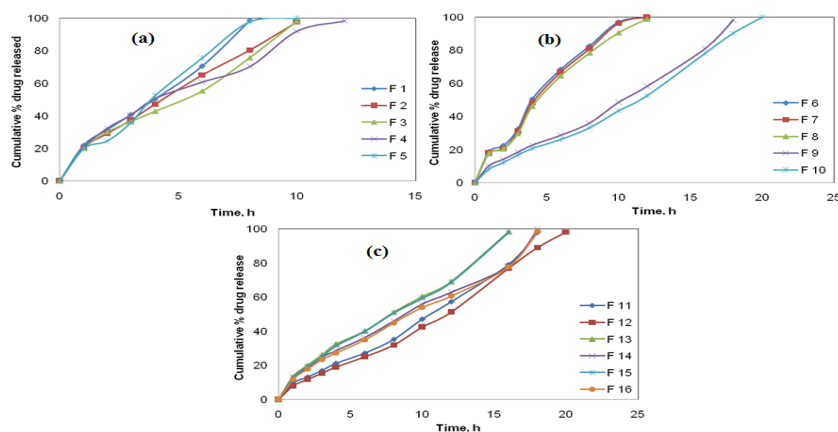 (a)
Cumulative % drug released
100
80
60
40
20
0
0
5
10
15
Time, h
F 1
F 2
F 3
F 4
F 5
(b)
Cumulative % drug released
100
80
60
40
20
0
0
5
10
15
20
25
Time, h
F 6
F 7
F 8
F 9
F 10
(c)
Cumulative % drug release
100
80
60
40
20
0
0
5
10
15
20
25
Time, h
F 11
F 12
F 13
F 14
F 15
F 16